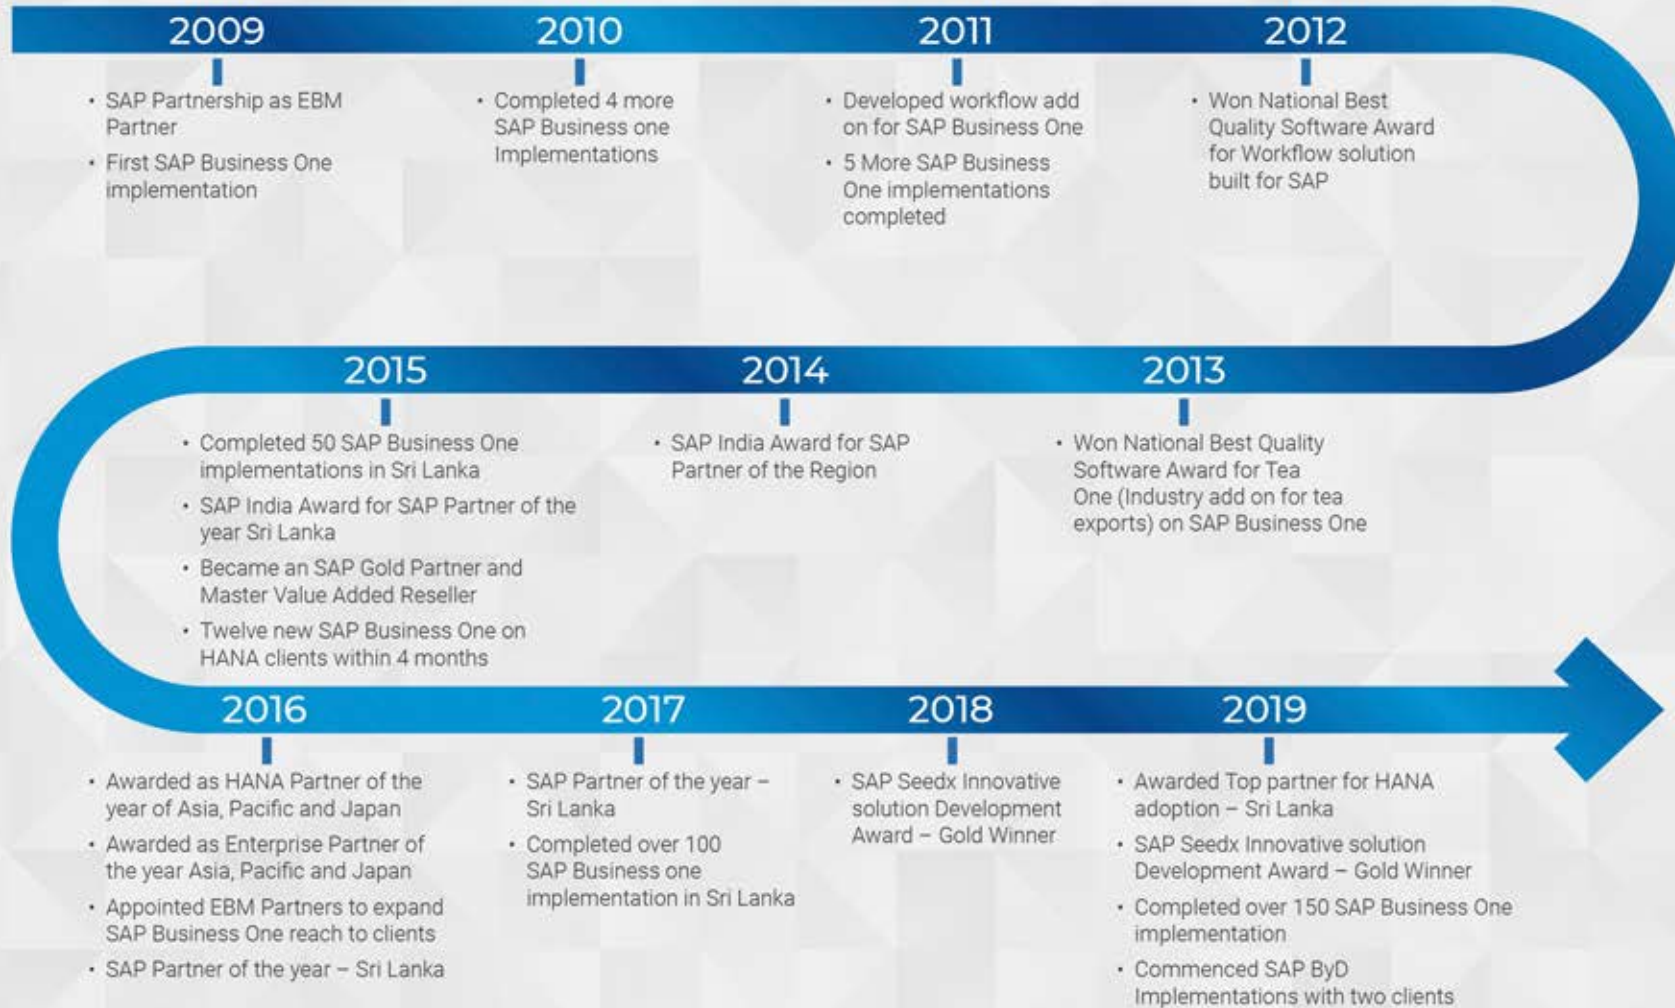 2009
• SAP Partnership as EBM
Partner
• First SAP Business One
implementation
2010
• Completed 4 more
SAP Business one
Implementations
2011
• Developed workflow add
on for SAP Business One
• 5 More SAP Business
One implementations
completed
2012
• Won National Best
Quality Software Award
for Workflow solution
built for SAP
2013
• Won National Best Quality
Software Award for Tea
One (Industry add on for tea
exports) on SAP Business One
2014
• SAP India Award for SAP
Partner of the Region
2015
• Completed 50 SAP Business One
implementations in Sri Lanka
• SAP India Award for SAP Partner of the
year Sri Lanka
• Became an SAP Gold Partner and
Master Value Added Reseller
• Twelve new SAP Business One on
HANA clients within 4 months
2016
• Awarded as HANA Partner of the
year of Asia, Pacific and Japan
• Awarded as Enterprise Partner of
the year Asia, Pacific and Japan
• Appointed EBM Partners to expand
SAP Business One reach to clients
• SAP Partner of the year – Sri Lanka
2017
• SAP Partner of the year –
Sri Lanka
• Completed over 100
SAP Business one
implementation in Sri Lanka
2018
• SAP Seedx Innovative
solution Development
Award – Gold Winner
2019
• Awarded Top partner for HANA
adoption – Sri Lanka
• SAP Seedx Innovative solution
Development Award – Gold Winner
• Completed over 150 SAP Business One
implementation
• Commenced SAP ByD
Implementations with two clients